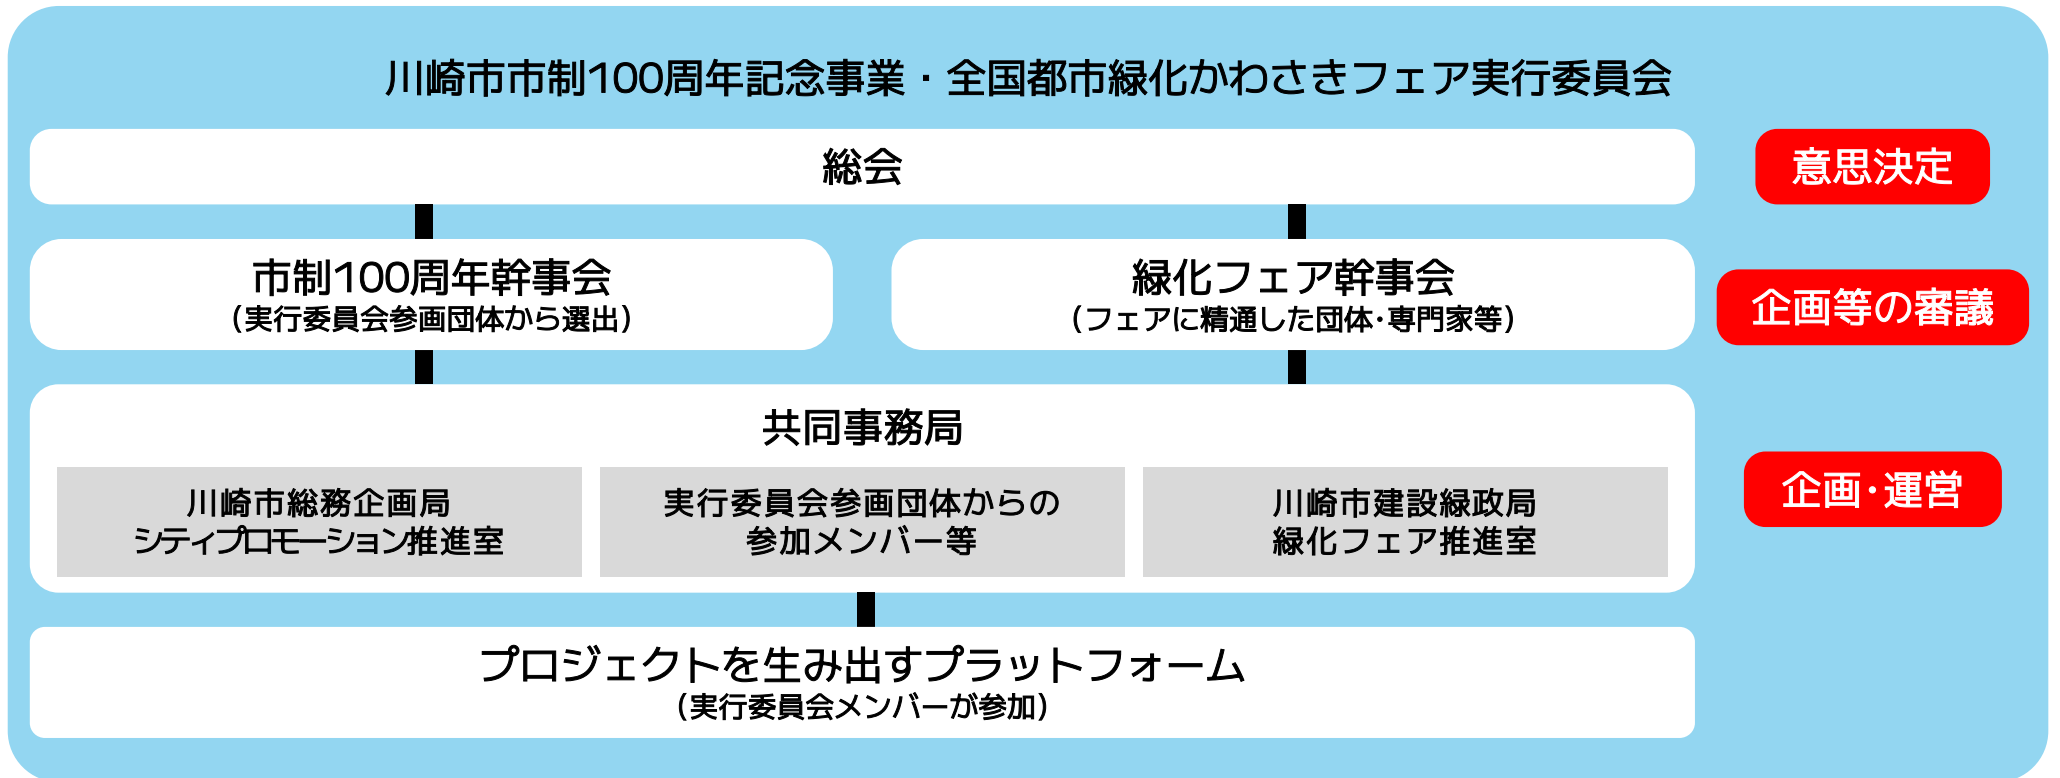 川崎市市制100周年記念事業・全国都市緑化かわさきフェア実行委員会
総会
意思決定
市制100周年幹事会
（実行委員会参画団体から選出）
緑化フェア幹事会
（フェアに精通した団体・専門家等）
企画等の審議
共同事務局
川崎市総務企画局
シティプロモーション推進室
実行委員会参画団体からの
参加メンバー等
川崎市建設緑政局
緑化フェア推進室
企画・運営
プロジェクトを生み出すプラットフォーム
（実行委員会メンバーが参加）